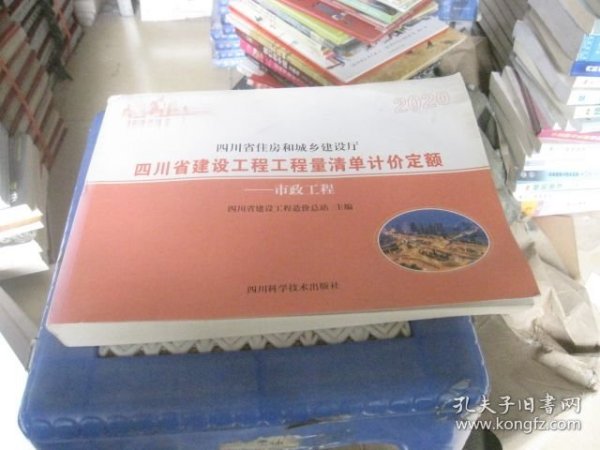 2020
四川省住房和城乡建设厅
四川省建设工程工程量清单计价定额
——市政工程
四川省建设工程造价总站 主编
四川科学技术出版社
孔夫子旧书网
www.kongfz.com